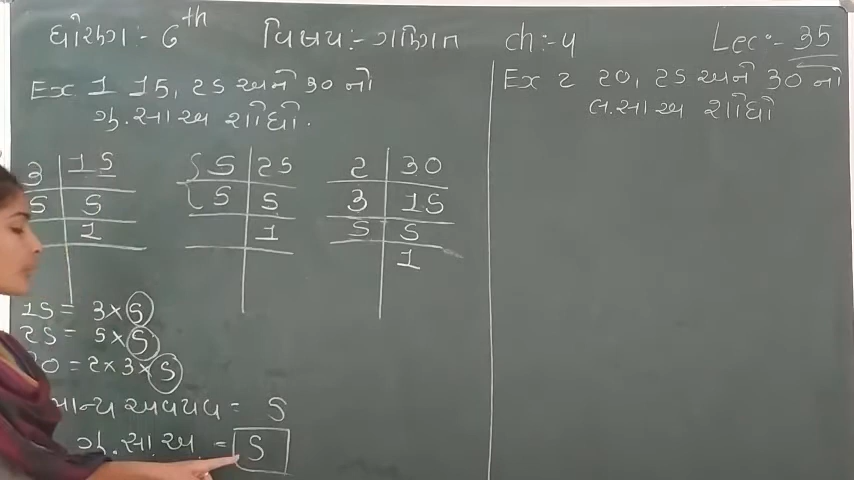 ધોરણ:- 6th વિષય:- ગણિત ch:-4 Lec:- 35
Ex 1 15, 25 અને 30 નો
ગુ.સા.અ શોધો.
3 15
5 5
1
5 25
5 5
1
2 30
3 15
5 5
1
15 = 3 × 5
25 = 5 × 5
30 = 2 × 3 × 5
માન્ય અવયવ = 5
ગુ.સા.અ. = 5
Ex 2 20, 25 અને 30 નો
લ.સા.અ શોધો